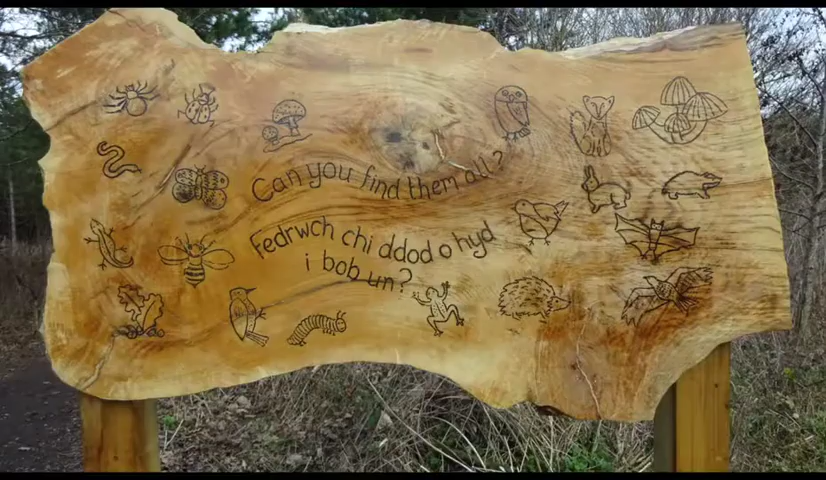 Can you find them all?
Fedrwch chi ddod o hyd
i bob un?